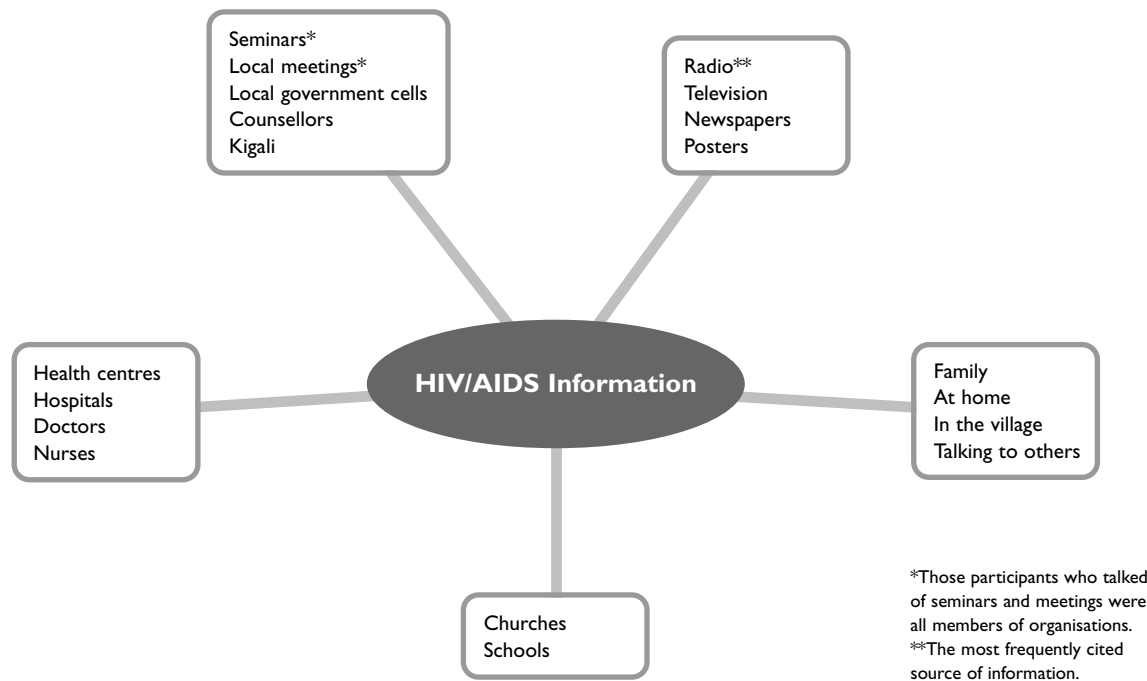 Seminars*
Local meetings*
Local government cells
Counsellors
Kigali
Radio**
Television
Newspapers
Posters
Health centres
Hospitals
Doctors
Nurses
HIV/AIDS Information
Family
At home
In the village
Talking to others
Churches
Schools
*Those participants who talked
of seminars and meetings were
all members of organisations.
**The most frequently cited
source of information.